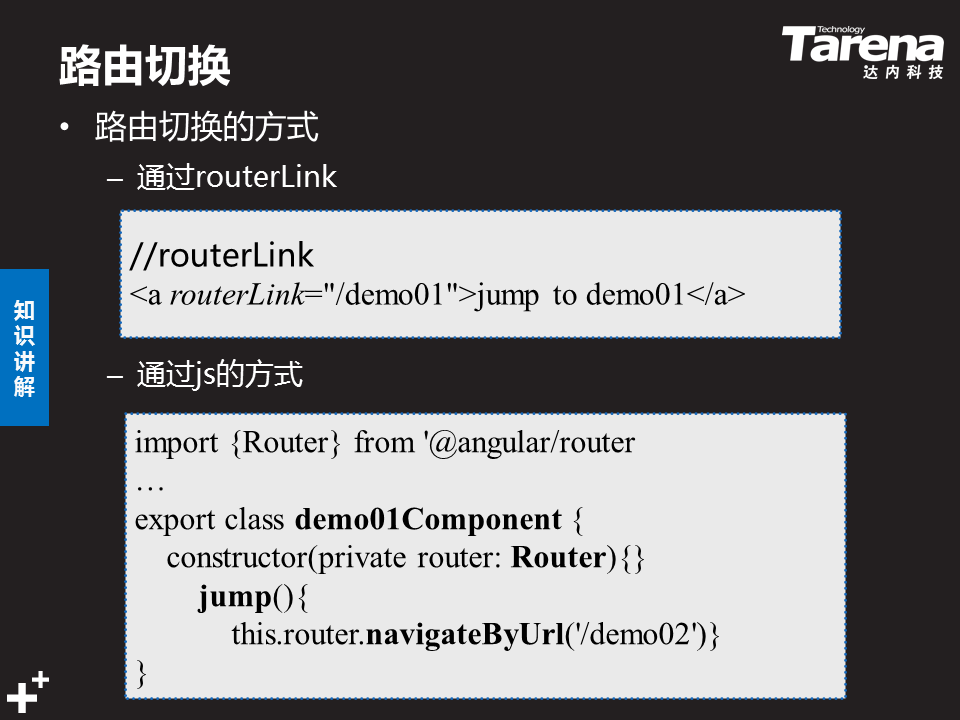 路由切换
Technology
Tarena
达内科技
• 路由切换的方式
– 通过routerLink
//routerLink
<a routerLink="/demo01">jump to demo01</a>
知识讲解
– 通过js的方式
import {Router} from '@angular/router
…
export class demo01Component {
constructor(private router: Router){}
jump(){
this.router.navigateByUrl('/demo02')}
}